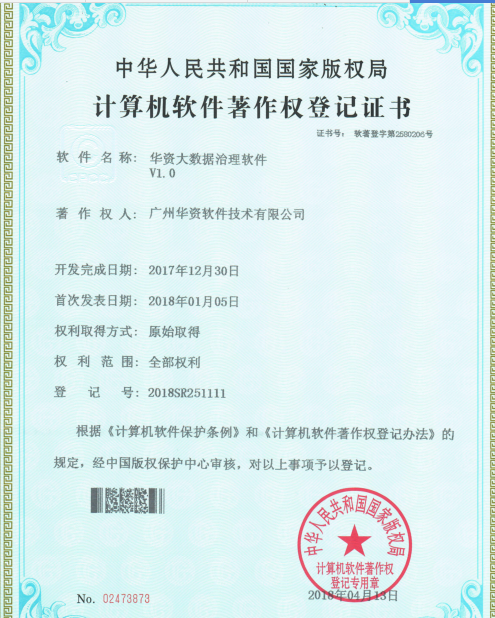 中华人民共和国国家版权局
计算机软件著作权登记证书
证书号： 软著登字第2580206号
软件名称： 华资大数据治理软件
V1.0
著作权人： 广州华资软件技术有限公司
开发完成日期： 2017年12月30日
首次发表日期： 2018年01月05日
权利取得方式： 原始取得
权利范围： 全部权利
登记号： 2018SR251111
根据《计算机软件保护条例》和《计算机软件著作权登记办法》的
规定，经中国版权保护中心审核，对以上事项予以登记。
中华人民共和国国家版权局
计算机软件著作权
登记专用章
2018年04月13日
No. 02473873